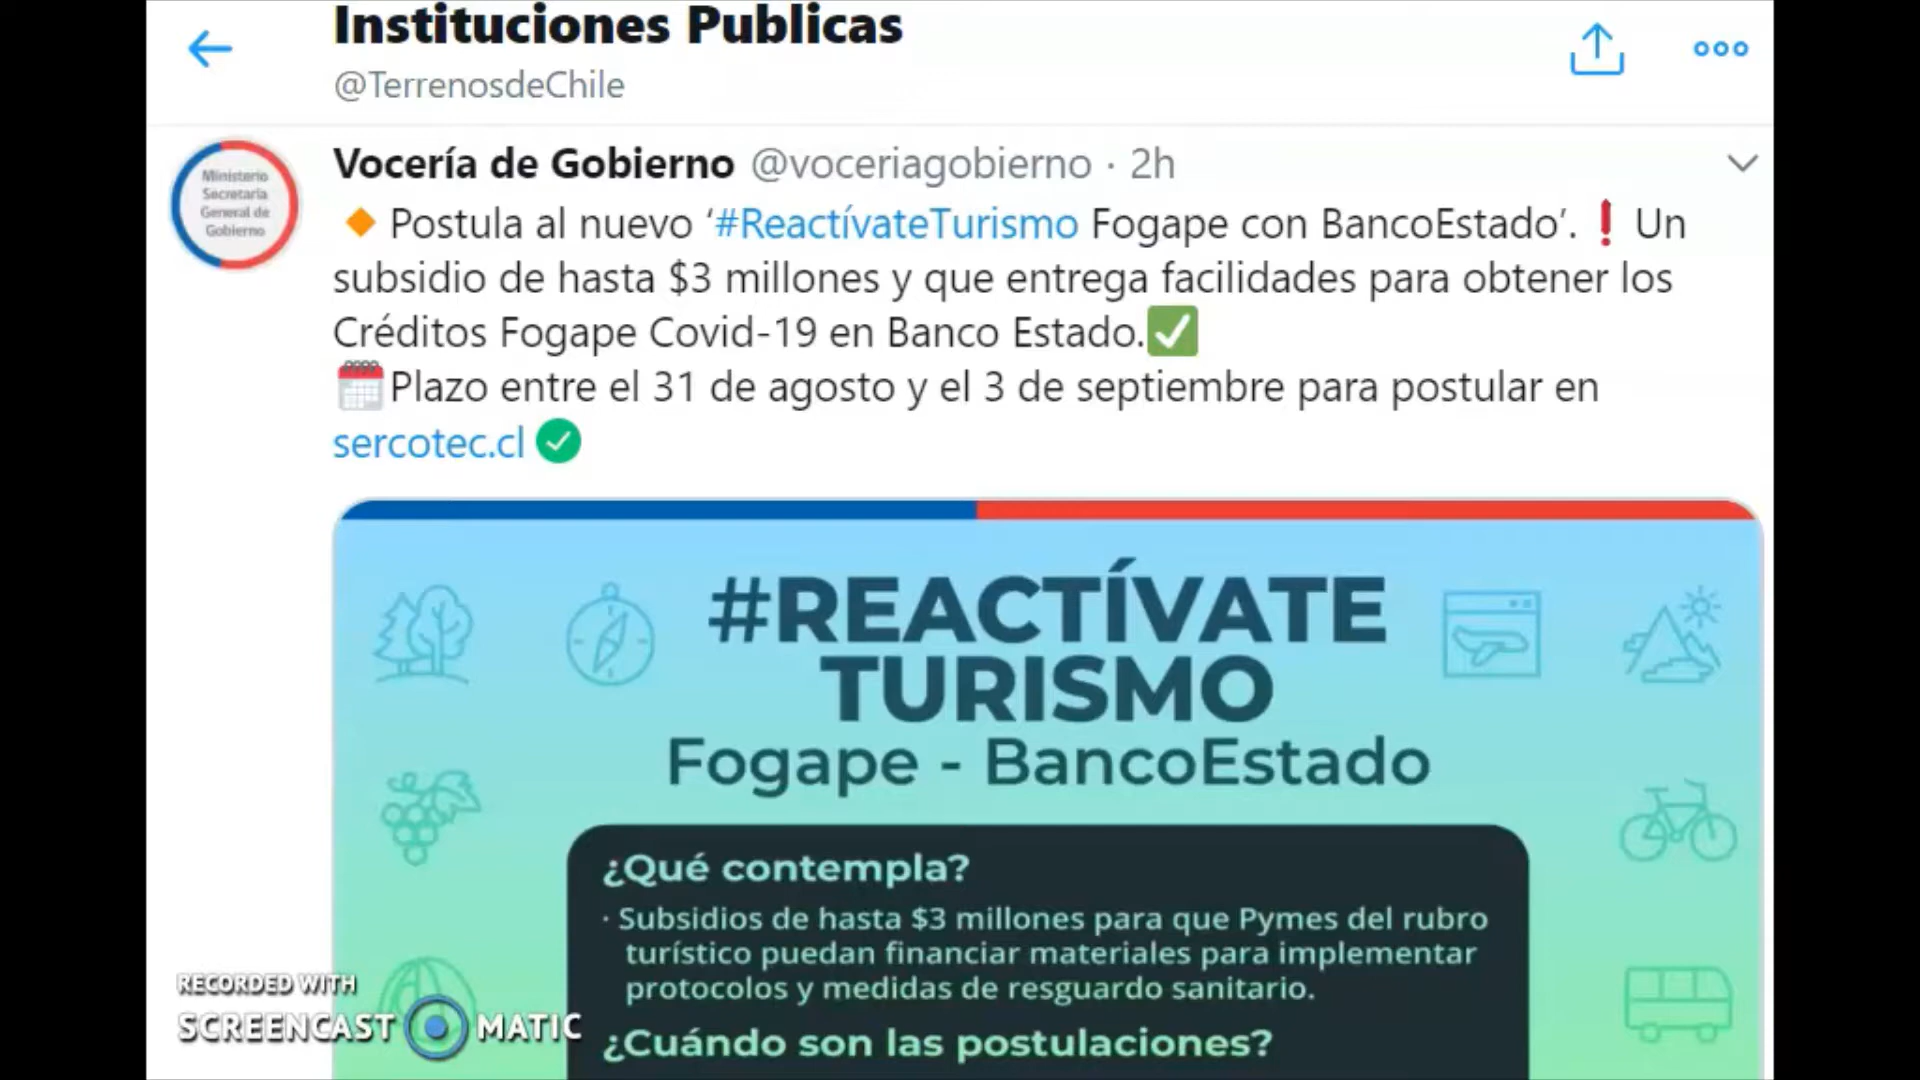 Instituciones Publicas
@TerrenosdeChile
Ministerio
Secretaría
General de
Gobierno
Vocería de Gobierno @voceriagobierno · 2h
🔸 Postula al nuevo ‘#ReactívateTurismo Fogape con BancoEstado’.❗ Un
subsidio de hasta $3 millones y que entrega facilidades para obtener los
Créditos Fogape Covid-19 en Banco Estado.✅
🗓Plazo entre el 31 de agosto y el 3 de septiembre para postular en
sercotec.cl
#REACTÍVATE
TURISMO
Fogape - BancoEstado
¿Qué contempla?
· Subsidios de hasta $3 millones para que Pymes del rubro
turístico puedan financiar materiales para implementar
protocolos y medidas de resguardo sanitario.
¿Cuándo son las postulaciones?
RECORDED WITH
SCREENCAST MATIC